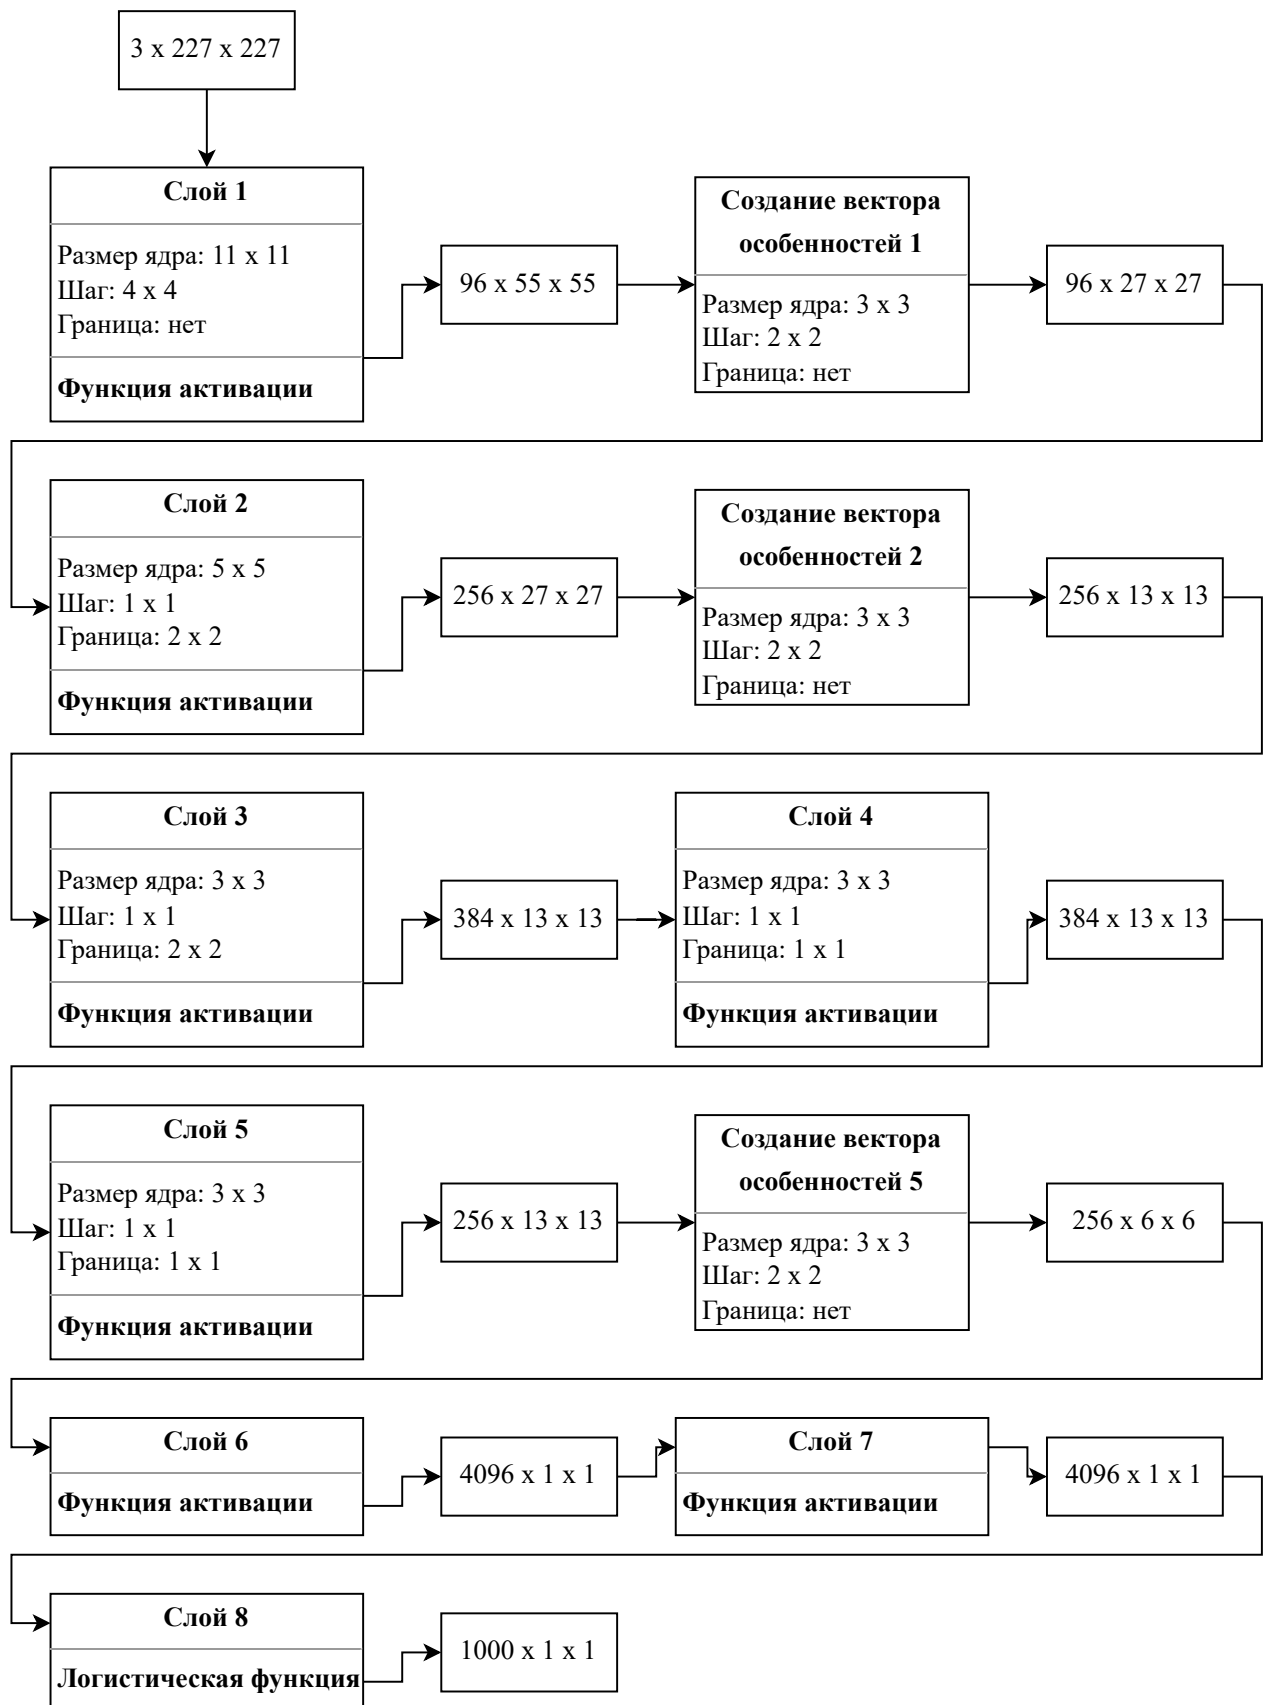 3 x 227 x 227
Слой 1
Размер ядра: 11 x 11
Шаг: 4 x 4
Граница: нет
Функция активации
96 x 55 x 55
Создание вектора
особенностей 1
Размер ядра: 3 x 3
Шаг: 2 x 2
Граница: нет
96 x 27 x 27
Слой 2
Размер ядра: 5 x 5
Шаг: 1 x 1
Граница: 2 x 2
Функция активации
256 x 27 x 27
Создание вектора
особенностей 2
Размер ядра: 3 x 3
Шаг: 2 x 2
Граница: нет
256 x 13 x 13
Слой 3
Размер ядра: 3 x 3
Шаг: 1 x 1
Граница: 2 x 2
Функция активации
384 x 13 x 13
Слой 4
Размер ядра: 3 x 3
Шаг: 1 x 1
Граница: 1 x 1
Функция активации
384 x 13 x 13
Слой 5
Размер ядра: 3 x 3
Шаг: 1 x 1
Граница: 1 x 1
Функция активации
256 x 13 x 13
Создание вектора
особенностей 5
Размер ядра: 3 x 3
Шаг: 2 x 2
Граница: нет
256 x 6 x 6
Слой 6
Функция активации
4096 x 1 x 1
Слой 7
Функция активации
4096 x 1 x 1
Слой 8
Логистическая функция
1000 x 1 x 1